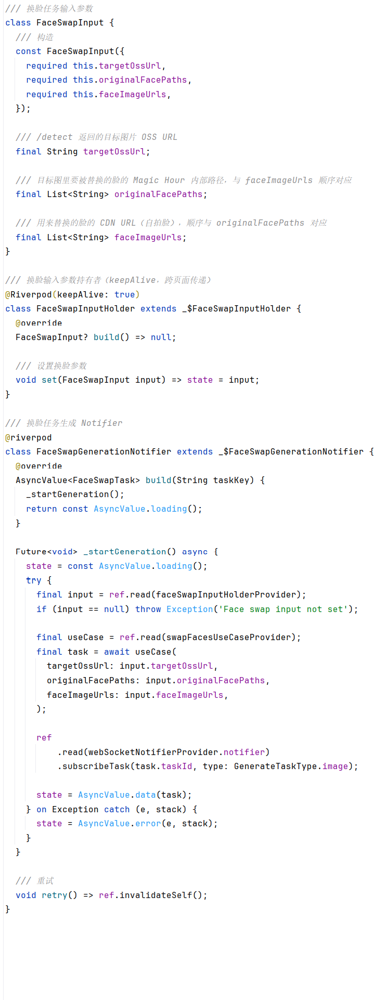 /// 换脸任务输入参数
class FaceSwapInput {
  /// 构造
  const FaceSwapInput({
    required this.targetOssUrl,
    required this.originalFacePaths,
    required this.faceImageUrls,
  });

  /// /detect 返回的目标图片 OSS URL
  final String targetOssUrl;

  /// 目标图里要被替换的脸的 Magic Hour 内部路径，与 faceImageUrls 顺序对应
  final List<String> originalFacePaths;

  /// 用来替换的脸的 CDN URL（自拍脸），顺序与 originalFacePaths 对应
  final List<String> faceImageUrls;
}

/// 换脸输入参数持有者（keepAlive，跨页面传递）
@Riverpod(keepAlive: true)
class FaceSwapInputHolder extends _$FaceSwapInputHolder {
  @override
  FaceSwapInput? build() => null;

  /// 设置换脸参数
  void set(FaceSwapInput input) => state = input;
}

/// 换脸任务生成 Notifier
@riverpod
class FaceSwapGenerationNotifier extends _$FaceSwapGenerationNotifier {
  @override
  AsyncValue<FaceSwapTask> build(String taskKey) {
    _startGeneration();
    return const AsyncValue.loading();
  }

  Future<void> _startGeneration() async {
    state = const AsyncValue.loading();
    try {
      final input = ref.read(faceSwapInputHolderProvider);
      if (input == null) throw Exception('Face swap input not set');

      final useCase = ref.read(swapFacesUseCaseProvider);
      final task = await useCase(
        targetOssUrl: input.targetOssUrl,
        originalFacePaths: input.originalFacePaths,
        faceImageUrls: input.faceImageUrls,
      );

      ref
          .read(webSocketNotifierProvider.notifier)
          .subscribeTask(task.taskId, type: GenerateTaskType.image);

      state = AsyncValue.data(task);
    } on Exception catch (e, stack) {
      state = AsyncValue.error(e, stack);
    }
  }

  /// 重试
  void retry() => ref.invalidateSelf();
}